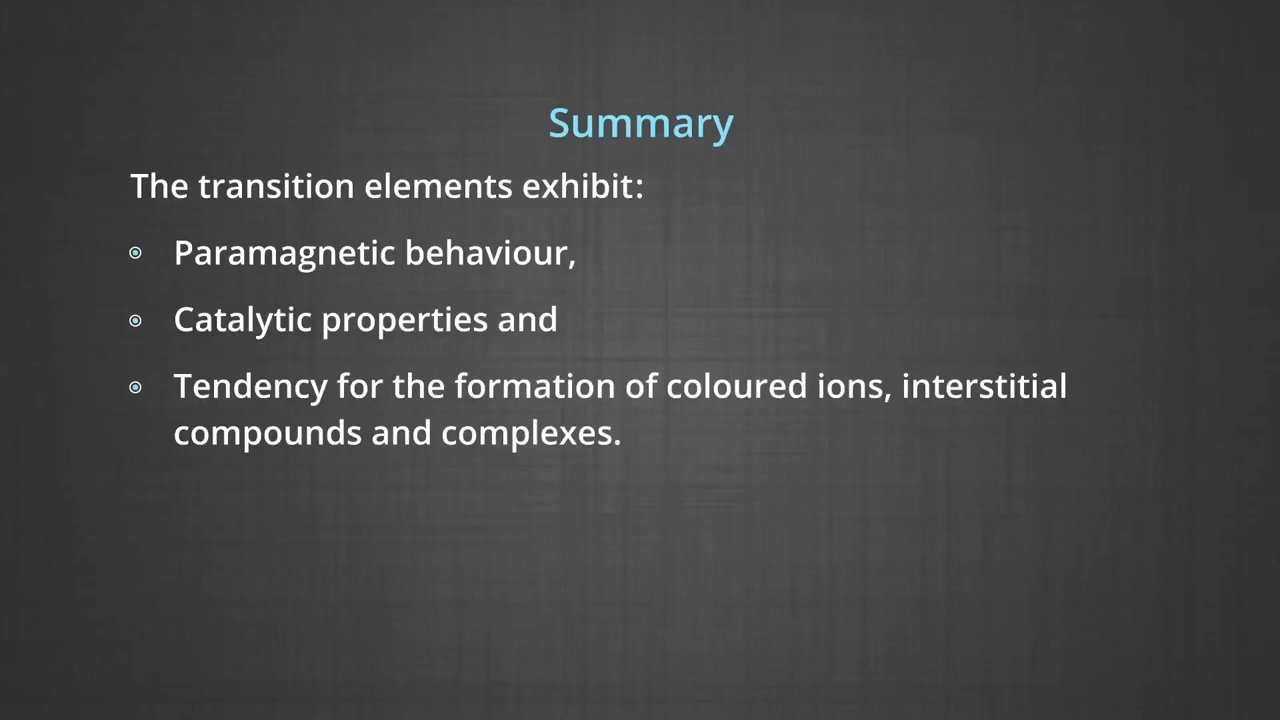 Summary
The transition elements exhibit:
Paramagnetic behaviour,
Catalytic properties and
Tendency for the formation of coloured ions, interstitial
compounds and complexes.